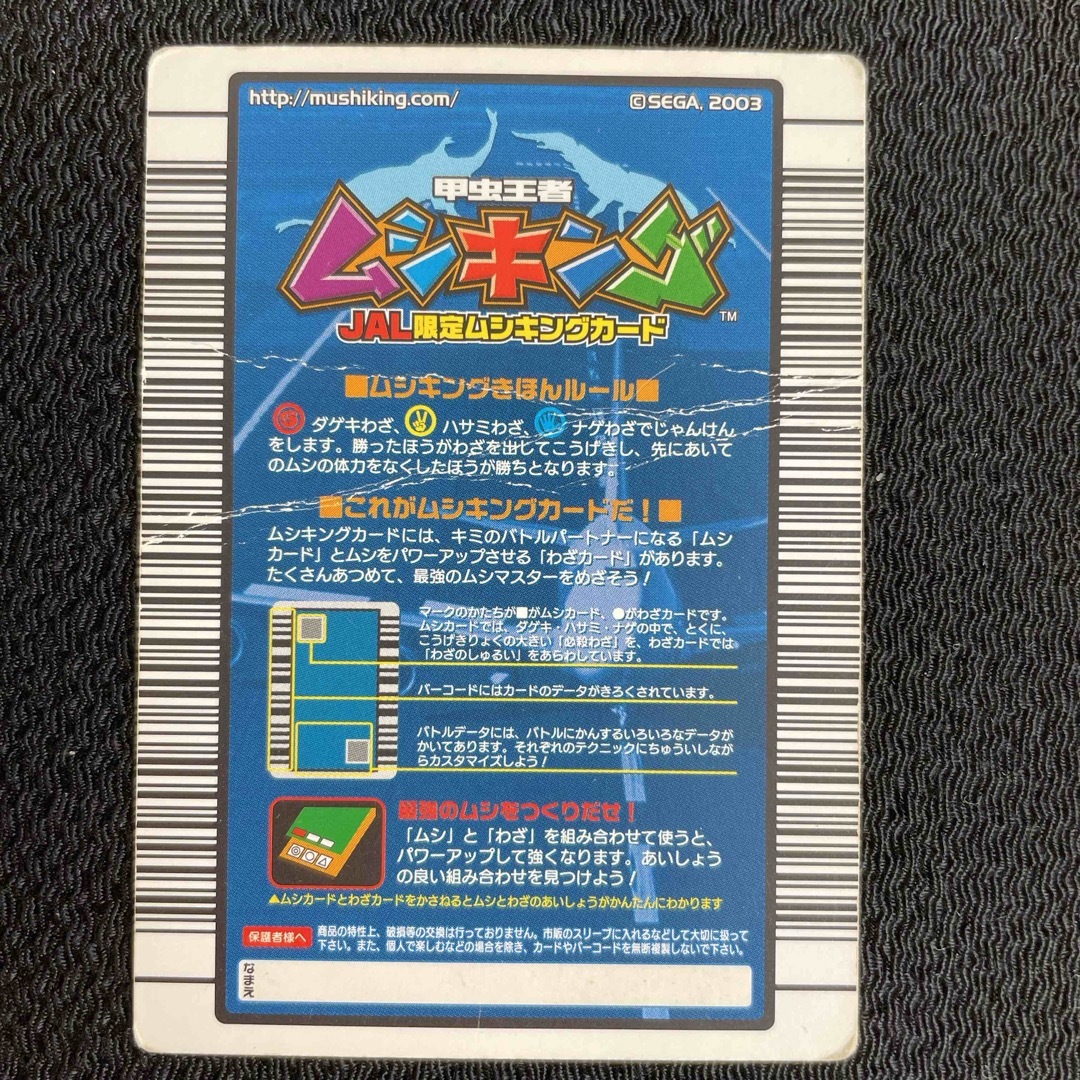 http://mushiking.com/
©SEGA, 2003
甲虫王者
ムシキング
TM
JAL限定ムシキングカード
■ムシキングきほんルール■
ダゲキわざ、 ハサミわざ、 ナゲわざでじゃんけん
をします。勝ったほうがわざを出してこうげきし、先にあいて
のムシの体力をなくしたほうが勝ちとなります。
■これがムシキングカードだ！■
ムシキングカードには、キミのバトルパートナーになる「ムシ
カード」とムシをパワーアップさせる「わざカード」があります。
たくさんあつめて、最強のムシマスターをめざそう！
マークのかたちが■がムシカード、●がわざカードです。
ムシカードでは、ダゲキ・ハサミ・ナゲの中で、とくに、
こうげきりょくの大きい「必殺わざ」を、わざカードでは
「わざのしゅるい」をあらわしています。
バーコードにはカードのデータがきろくされています。
バトルデータには、バトルにかんするいろいろなデータが
かいてあります。それぞれのテクニックにちゅういしなが
らカスタマイズしよう！
最強のムシをつくりだせ！
「ムシ」と「わざ」を組み合わせて使うと、
パワーアップして強くなります。あいしょう
の良い組み合わせを見つけよう！
▲ムシカードとわざカードをかさねるとムシとわざのあいしょうがかんたんにわかります
保護者様へ
商品の特性上、破損等の交換は行っておりません。市販のスリーブに入れるなどして大切に扱って
下さい。また、個人で楽しむなどの場合を除き、カードやバーコードを無断複製しないで下さい。
なまえ